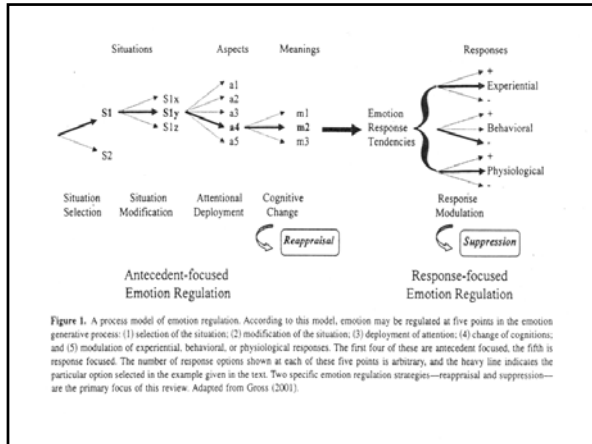 Situations Aspects Meanings Responses
a1
a2
a3
a4
a5
S1x
S1y
S1z
S1
S2
m1
m2
m3
Emotion
Response
Tendencies
+
Experiential
-
+
Behavioral
-
+
Physiological
-
Situation
Selection
Situation
Modification
Attentional
Deployment
Cognitive
Change
Response
Modulation
Reappraisal
Suppression
Antecedent-focused
Emotion Regulation
Response-focused
Emotion Regulation
Figure 1. A process model of emotion regulation. According to this model, emotion may be regulated at five points in the emotion
generative process: (1) selection of the situation; (2) modification of the situation; (3) deployment of attention; (4) change of cognitions;
and (5) modulation of experiential, behavioral, or physiological responses. The first four of these are antecedent focused, the fifth is
response focused. The number of response options shown at each of these five points is arbitrary, and the heavy line indicates the
particular option selected in the example given in the text. Two specific emotion regulation strategies—reappraisal and suppression—
are the primary focus of this review. Adapted from Gross (2001).